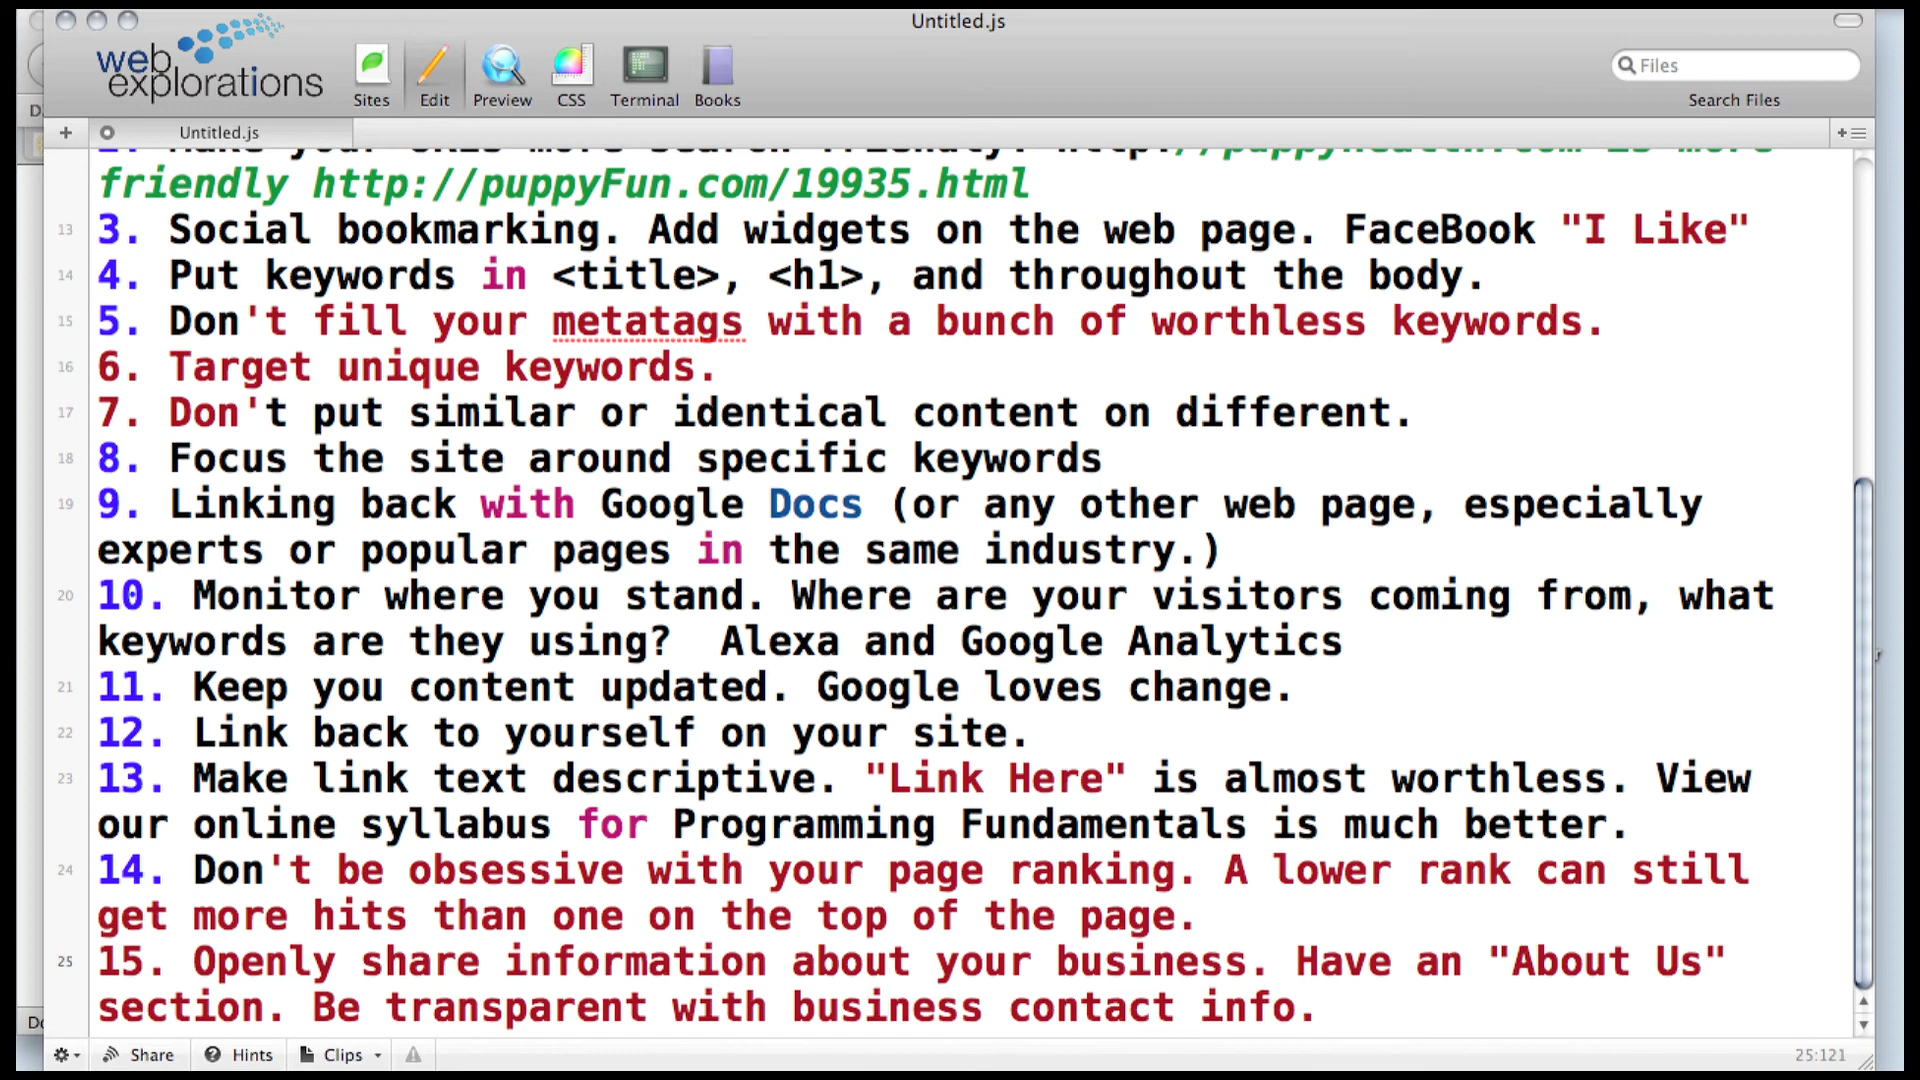 Untitled.js
web
explorations
Sites
Edit
Preview
CSS
Terminal
Books
Files
Search Files
Untitled.js
friendly http://puppyFun.com/19935.html
13 3. Social bookmarking. Add widgets on the web page. FaceBook "I Like"
14 4. Put keywords in <title>, <h1>, and throughout the body.
15 5. Don't fill your metatags with a bunch of worthless keywords.
16 6. Target unique keywords.
17 7. Don't put similar or identical content on different.
18 8. Focus the site around specific keywords
19 9. Linking back with Google Docs (or any other web page, especially
experts or popular pages in the same industry.)
20 10. Monitor where you stand. Where are your visitors coming from, what
keywords are they using?  Alexa and Google Analytics
21 11. Keep you content updated. Google loves change.
22 12. Link back to yourself on your site.
23 13. Make link text descriptive. "Link Here" is almost worthless. View
our online syllabus for Programming Fundamentals is much better.
24 14. Don't be obsessive with your page ranking. A lower rank can still
get more hits than one on the top of the page.
25 15. Openly share information about your business. Have an "About Us"
section. Be transparent with business contact info.
Share
Hints
Clips
25:121